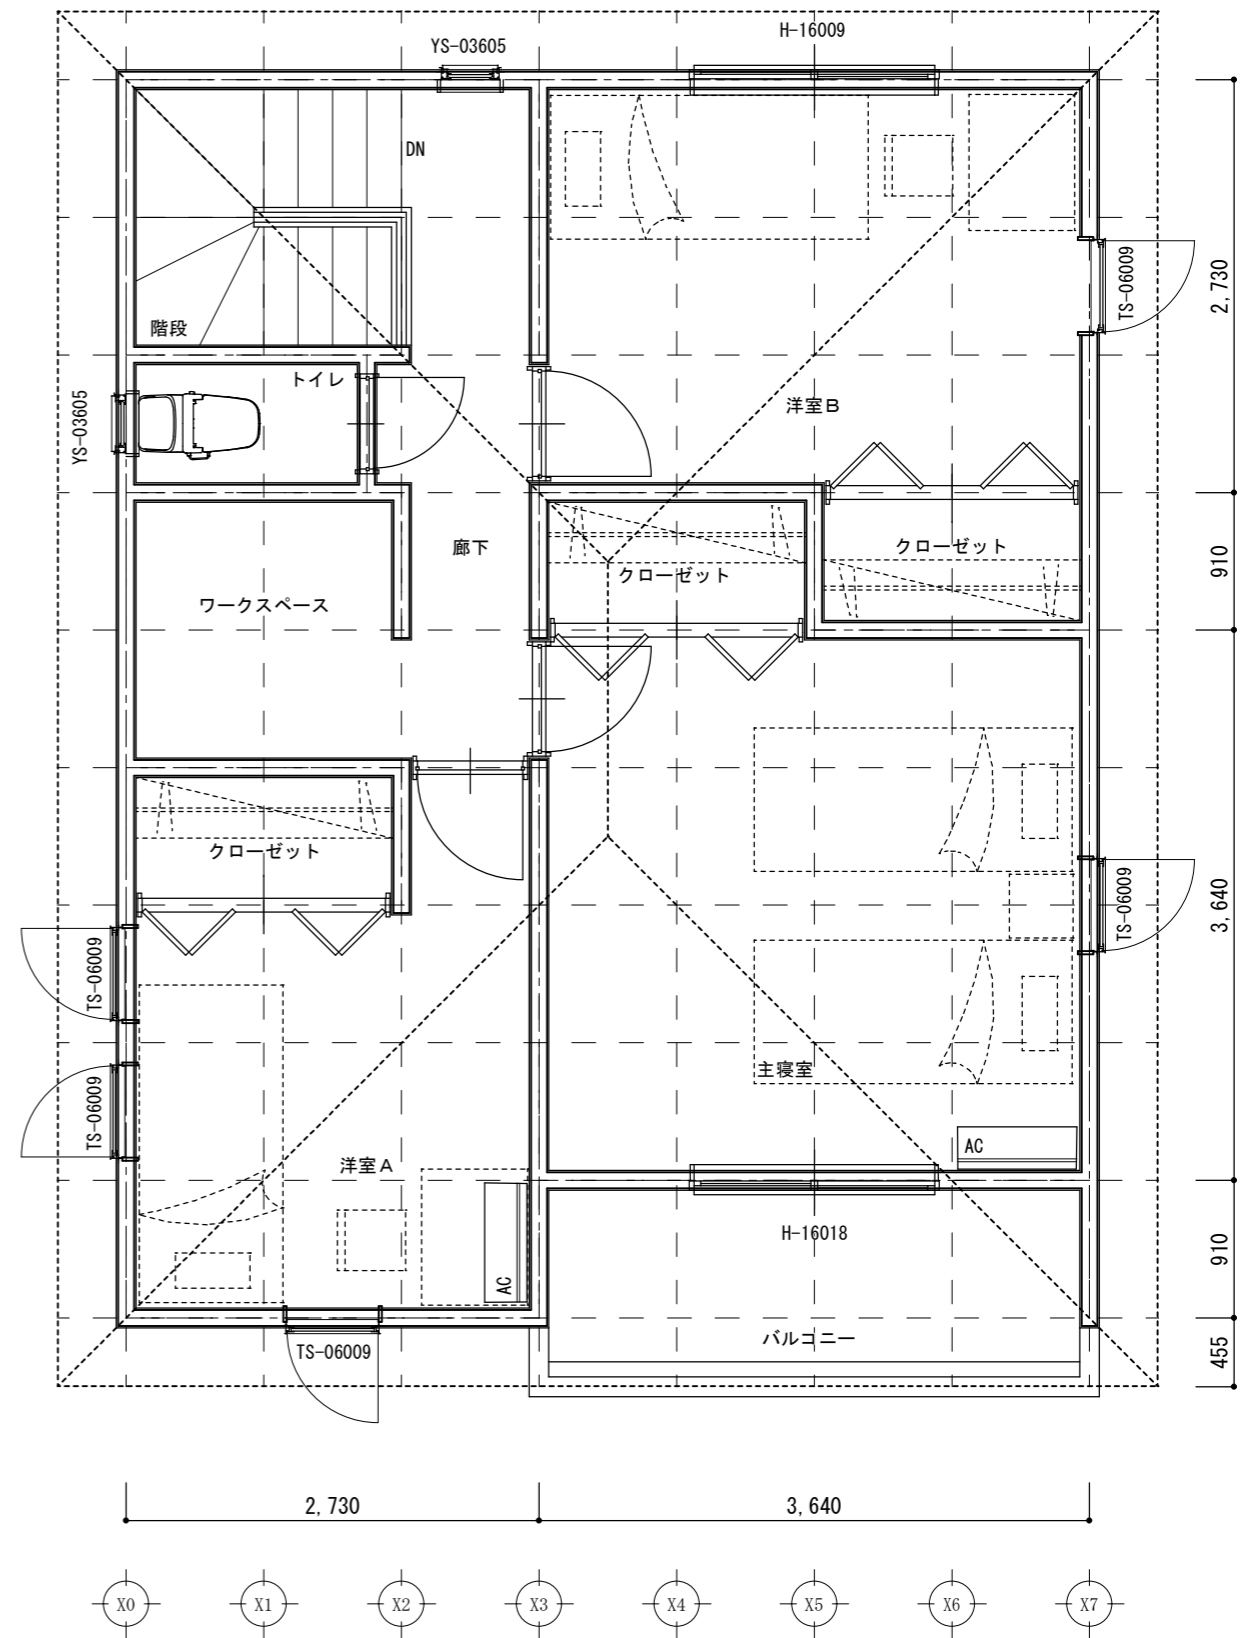 H-16009
YS-03605
DN
TS-06009
2,730
階段
トイレ
YS-03605
洋室B
廊下
クローゼット
クローゼット
910
ワークスペース
クローゼット
TS-06009
3,640
TS-06009
TS-06009
主寝室
AC
洋室A
AC
H-16018
910
バルコニー
TS-06009
455
2,730
3,640
X0
X1
X2
X3
X4
X5
X6
X7